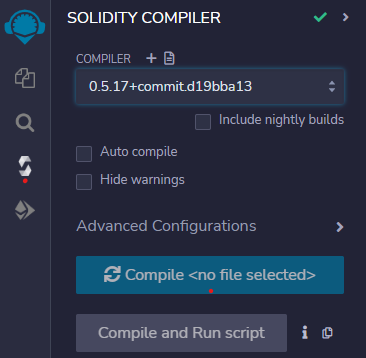 SOLIDITY COMPILER
COMPILER
0.5.17+commit.d19bba13
Include nightly builds
Auto compile
Hide warnings
Advanced Configurations
Compile <no file selected>
Compile and Run script